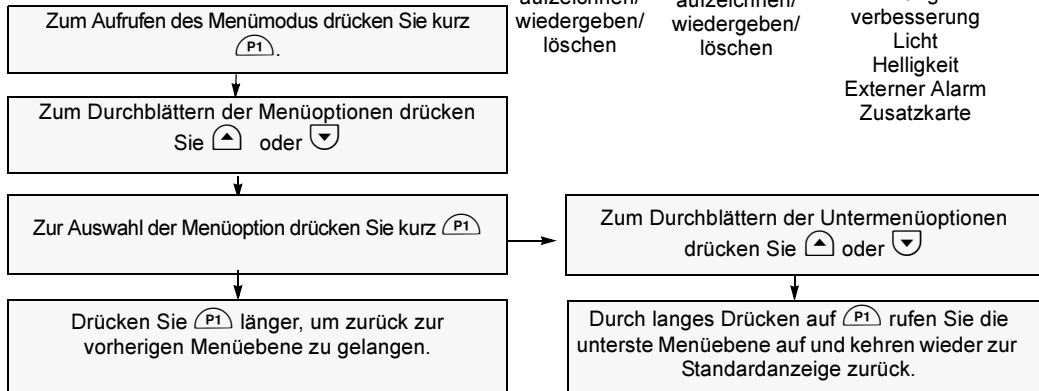 Zum Aufrufen des Menümodus drücken Sie kurz
P1.
Zum Durchblättern der Menüoptionen drücken
Sie oder
Zur Auswahl der Menüoption drücken Sie kurz P1
Drücken Sie P1 länger, um zurück zur
vorherigen Menüebene zu gelangen.
wiedergeben/
löschen
wiedergeben/
löschen
verbesserung
Licht
Helligkeit
Externer Alarm
Zusatzkarte
Zum Durchblättern der Untermenüoptionen
drücken Sie oder
Durch langes Drücken auf P1 rufen Sie die
unterste Menüebene auf und kehren wieder zur
Standardanzeige zurück.